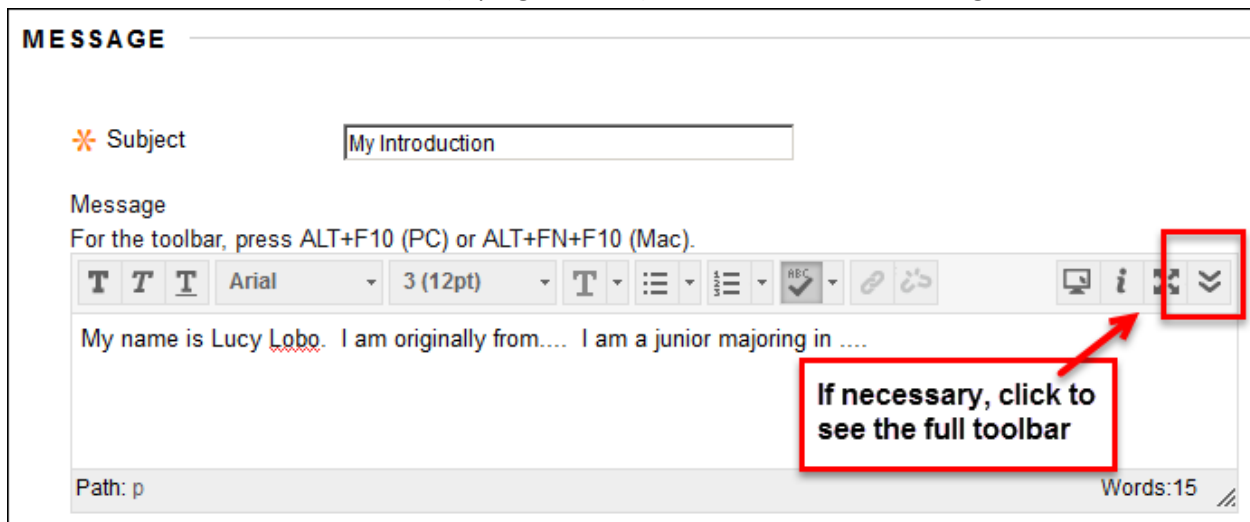 MESSAGE
Subject My Introduction
Message
For the toolbar, press ALT+F10 (PC) or ALT+FN+F10 (Mac).
T T T Arial 3 (12pt) T ABC i
My name is Lucy Lobo. I am originally from.... I am a junior majoring in ....
If necessary, click to
see the full toolbar
Path: p Words:15